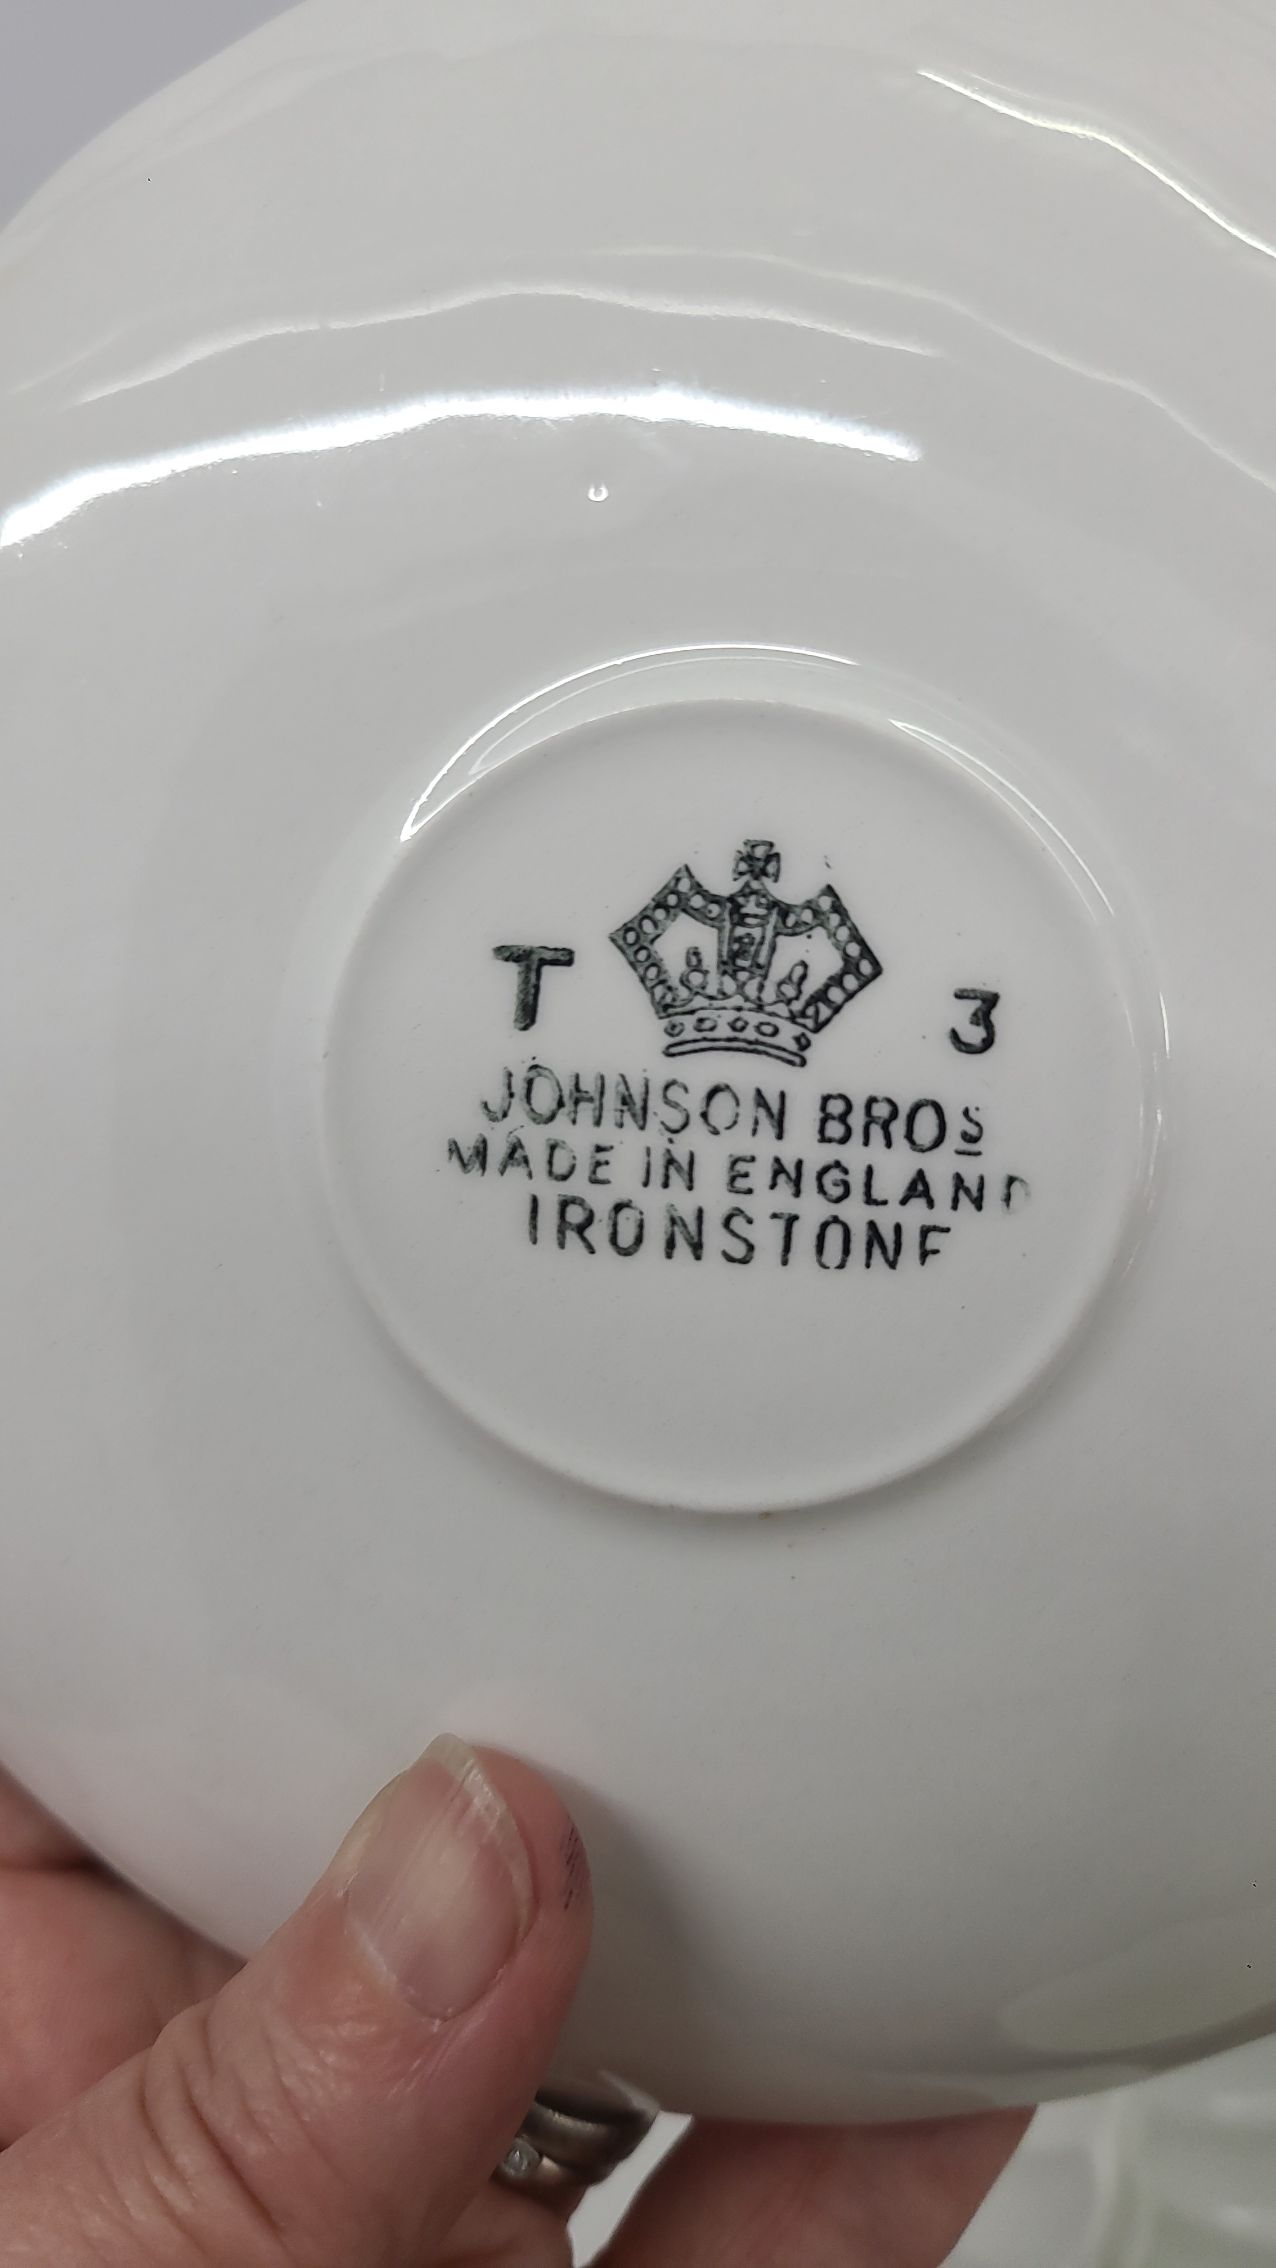 T 3
JOHNSON BROS
MADE IN ENGLAND
IRONSTONE